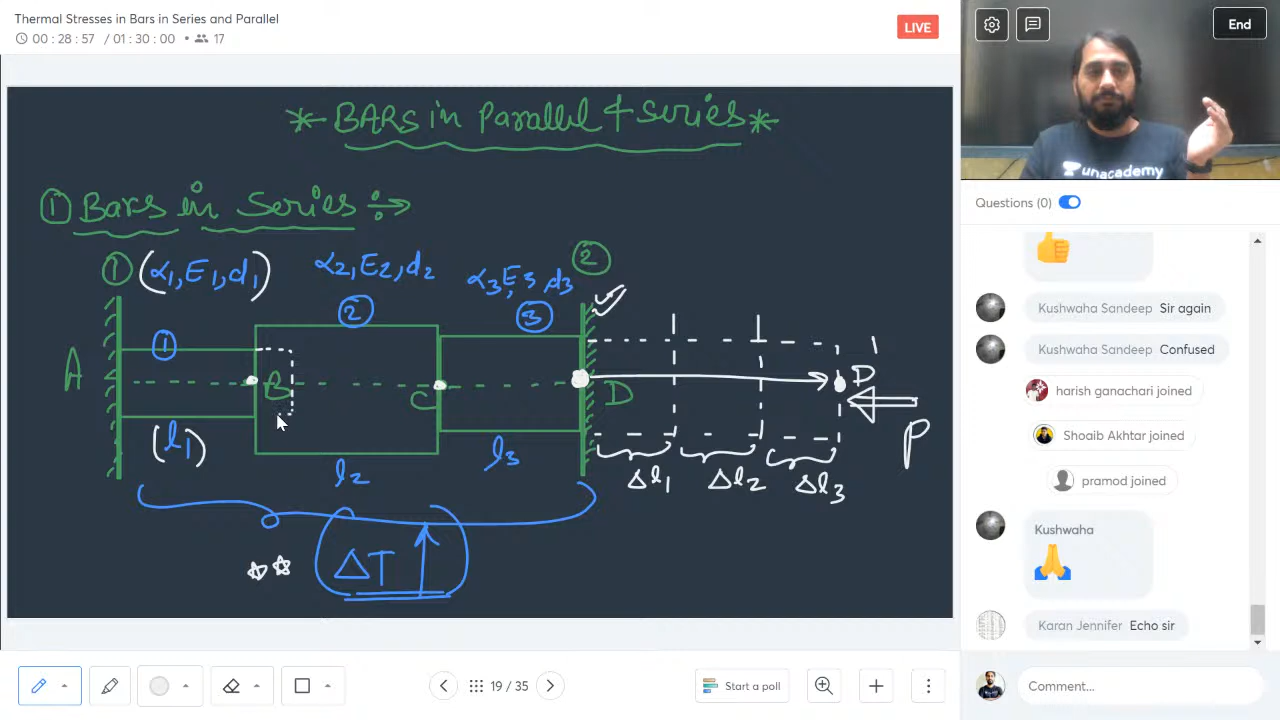 Thermal Stresses in Bars in Series and Parallel
00 : 28 : 57 / 01 : 30 : 00 • 17
LIVE
End
unacademy
* BARs in Parallel & Series *
① Bars in Series :→
① (α1, E1, d1) α2, E2, d2 α3, E3, d3 ②
① ② ③
A B C D D'
P
(l1) l2 l3 Δl1 Δl2 Δl3
ΔT ↑
Questions (0)
Kushwaha Sandeep Sir again
Kushwaha Sandeep Confused
harish ganachari joined
Shoaib Akhtar joined
pramod joined
Kushwaha
Karan Jennifer Echo sir
19 / 35
Start a poll
Comment...